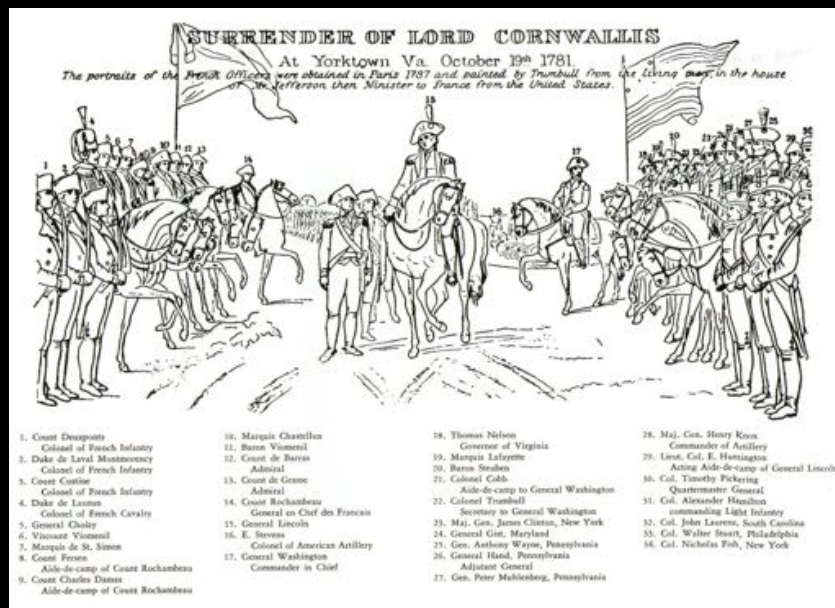 SURRENDER OF LORD CORNWALLIS
At Yorktown Va. October 19th 1781.
The portraits of the French Officers were obtained in Paris 1787 and painted by Trumbull from the living men, in the house
of Mr. Jefferson then Minister to France from the United States.
1. Count Deuxponts
Colonel of French Infantry
2. Duke de Laval Montmorency
Colonel of French Infantry
3. Count Custine
Colonel of French Infantry
4. Duke de Lauzun
Colonel of French Cavalry
5. General Choizy
6. Viscount Viomenil
7. Marquis de St. Simon
8. Count Fersen
Aide-de-camp of Count Rochambeau
9. Count Charles Damas
Aide-de-camp of Count Rochambeau
10. Marquis Chastellux
11. Baron Viomenil
12. Count de Barras
Admiral
13. Count de Grasse
Admiral
14. Count Rochambeau
General en Chef des Francais
15. General Lincoln
16. E. Stevens
Colonel of American Artillery
17. General Washington
Commander in Chief
18. Thomas Nelson
Governor of Virginia
19. Marquis Lafayette
20. Baron Steuben
21. Colonel Cobb
Aide-de-camp to General Washington
22. Colonel Trumbull
Secretary to General Washington
23. Maj. Gen. James Clinton, New York
24. General Gist, Maryland
25. Gen. Anthony Wayne, Pennsylvania
26. General Hand, Pennsylvania
Adjutant General
27. Gen. Peter Muhlenberg, Pennsylvania
28. Maj. Gen. Henry Knox
Commander of Artillery
29. Lieut. Col. E. Huntington
Acting Aide-de-camp of General Lincoln
30. Col. Timothy Pickering
Quartermaster General
31. Col. Alexander Hamilton
commanding Light Infantry
32. Col. John Laurens, South Carolina
33. Col. Walter Stuart, Philadelphia
34. Col. Nicholas Fish, New York